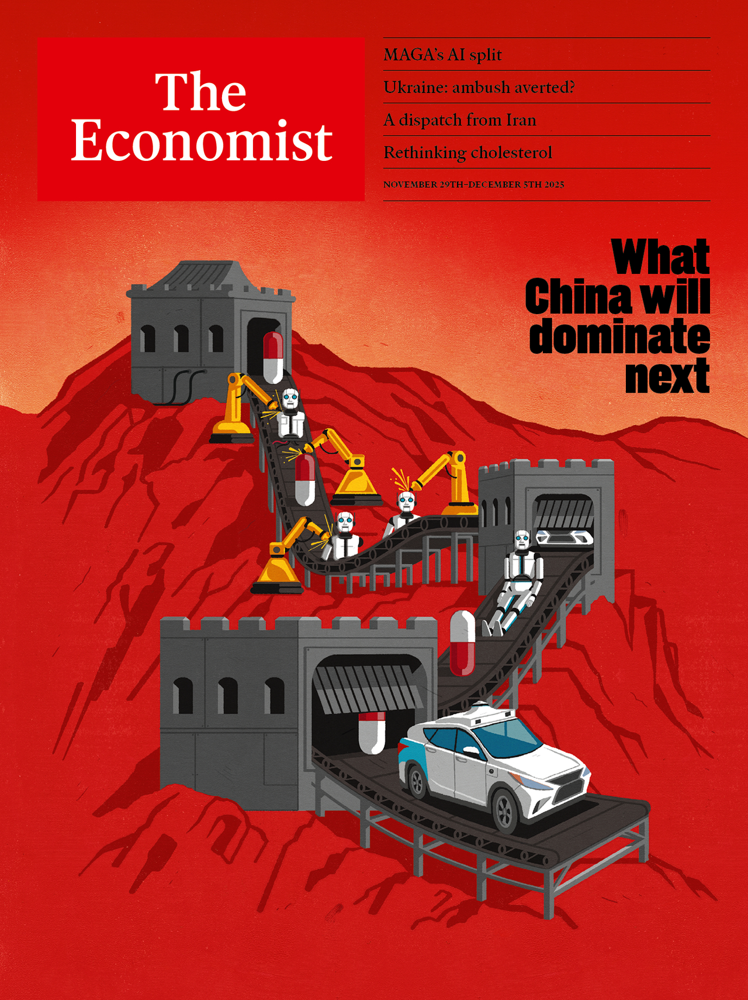 The
Economist
MAGA’s AI split
Ukraine: ambush averted?
A dispatch from Iran
Rethinking cholesterol
NOVEMBER 29TH–DECEMBER 5TH 2025
What
China will
dominate
next